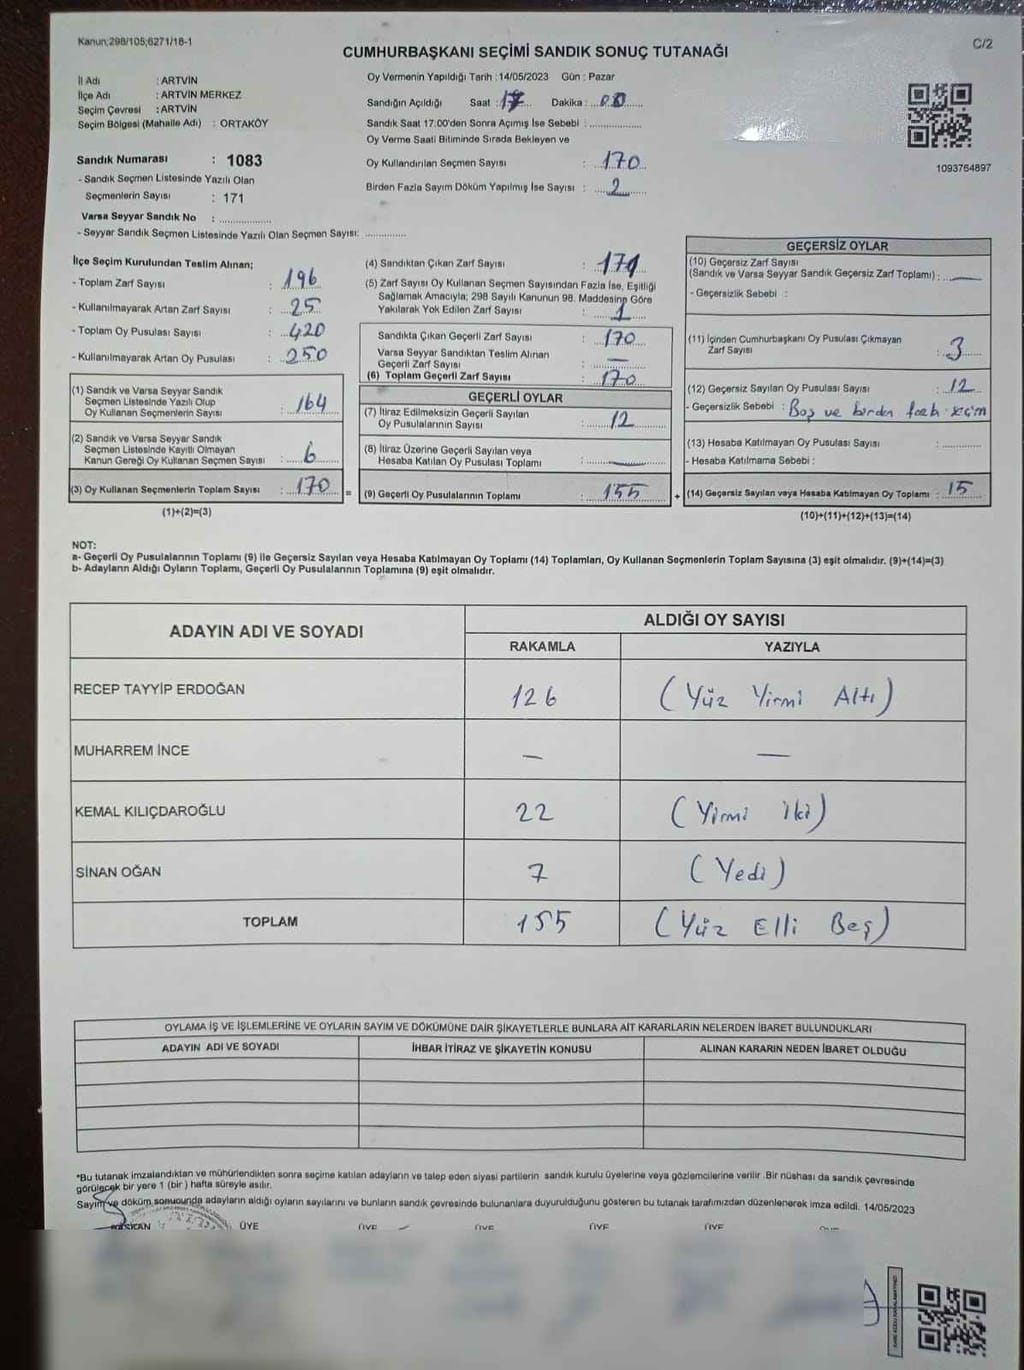 Kanun;298/105;6271/18-1
C/2
CUMHURBAŞKANI SEÇİMİ SANDIK SONUÇ TUTANAĞI
İl Adı : ARTVİN
İlçe Adı : ARTVİN MERKEZ
Seçim Çevresi : ARTVİN
Seçim Bölgesi (Mahalle Adı) : ORTAKÖY
Sandık Numarası : 1083
- Sandık Seçmen Listesinde Yazılı Olan
Seçmenlerin Sayısı : 171
Varsa Seyyar Sandık No : ................
- Seyyar Sandık Seçmen Listesinde Yazılı Olan Seçmen Sayısı: ............
Oy Vermenin Yapıldığı Tarih :14/05/2023 Gün : Pazar
Sandığın Açıldığı Saat : 17 Dakika : 00
Sandık Saat 17:00'den Sonra Açımış İse Sebebi : ................
Oy Verme Saati Bitiminde Sırada Bekleyen ve
Oy Kullandırılan Seçmen Sayısı : 170
Birden Fazla Sayım Döküm Yapılmış İse Sayısı : 2
1093764897
İlçe Seçim Kurulundan Teslim Alınan;
- Toplam Zarf Sayısı : 196
- Kullanılmayarak Artan Zarf Sayısı : 25
- Toplam Oy Pusulası Sayısı : 420
- Kullanılmayarak Artan Oy Pusulası : 250
(1) Sandık ve Varsa Seyyar Sandık
Seçmen Listesinde Yazılı Olup
Oy Kullanan Seçmenlerin Sayısı : 164
(2) Sandık ve Varsa Seyyar Sandık
Seçmen Listesinde Kayıtlı Olmayan
Kanun Gereği Oy Kullanan Seçmen Sayısı : 6
(3) Oy Kullanan Seçmenlerin Toplam Sayısı : 170 =
(1)+(2)=(3)
(4) Sandıktan Çıkan Zarf Sayısı : 171
(5) Zarf Sayısı Oy Kullanan Seçmen Sayısından Fazla İse, Eşitliği
Sağlamak Amacıyla; 298 Sayılı Kanunun 98. Maddesine Göre
Yakılarak Yok Edilen Zarf Sayısı : 1
Sandıkta Çıkan Geçerli Zarf Sayısı : 170
Varsa Seyyar Sandıktan Teslim Alınan
Geçerli Zarf Sayısı : —
(6) Toplam Geçerli Zarf Sayısı : 170
GEÇERLİ OYLAR
(7) İtiraz Edilmeksizin Geçerli Sayılan
Oy Pusulalarının Sayısı : 12
(8) İtiraz Üzerine Geçerli Sayılan veya
Hesaba Katılan Oy Pusulası Toplamı : —
(9) Geçerli Oy Pusulalarının Toplamı : 155 +
GEÇERSİZ OYLAR
(10) Geçersiz Zarf Sayısı
(Sandık ve Varsa Seyyar Sandık Geçersiz Zarf Toplamı) : —
- Geçersizlik Sebebi :
(11) İçinden Cumhurbaşkanı Oy Pusulası Çıkmayan
Zarf Sayısı : 3
(12) Geçersiz Sayılan Oy Pusulası Sayısı : 12
- Geçersizlik Sebebi : Boş ve birden fazla seçim
(13) Hesaba Katılmayan Oy Pusulası Sayısı : ............
- Hesaba Katılmama Sebebi :
(14) Geçersiz Sayılan veya Hesaba Katılmayan Oy Toplamı : 15
(10)+(11)+(12)+(13)=(14)
NOT:
a- Geçerli Oy Pusulalarının Toplamı (9) ile Geçersiz Sayılan veya Hesaba Katılmayan Oy Toplamı (14) Toplamları, Oy Kullanan Seçmenlerin Toplam Sayısına (3) eşit olmalıdır. (9)+(14)=(3)
b- Adayların Aldığı Oyların Toplamı, Geçerli Oy Pusulalarının Toplamına (9) eşit olmalıdır.
ADAYIN ADI VE SOYADI
ALDIĞI OY SAYISI
RAKAMLA YAZIYLA
RECEP TAYYİP ERDOĞAN 126 (Yüz Yirmi Altı)
MUHARREM İNCE — —
KEMAL KILIÇDAROĞLU 22 (Yirmi İki)
SİNAN OĞAN 7 (Yedi)
TOPLAM 155 (Yüz Elli Beş)
OYLAMA İŞ VE İŞLEMLERİNE VE OYLARIN SAYIM VE DÖKÜMÜNE DAİR ŞİKAYETLERLE BUNLARA AİT KARARLARIN NELERDEN İBARET BULUNDUKLARI
ADAYIN ADI VE SOYADI İHBAR İTİRAZ VE ŞİKAYETİN KONUSU ALINAN KARARIN NEDEN İBARET OLDUĞU
*Bu tutanak imzalandıktan ve mühürlendikten sonra seçime katılan adayların ve talep eden siyasi partilerin sandık kurulu üyelerine veya gözlemcilerine verilir .Bir nüshası da sandık çevresinde
görülecek bir yere 1 (bir ) hafta süreyle asılır.
Sayım ve döküm sonucunda adayların aldığı oyların sayılarını ve bunların sandık çevresinde bulunanlara duyurulduğunu gösteren bu tutanak tarafımızdan düzenlenerek imza edildi. 14/05/2023
BAŞKAN ÜYE ÜYE ÜYE ÜYE ÜYE